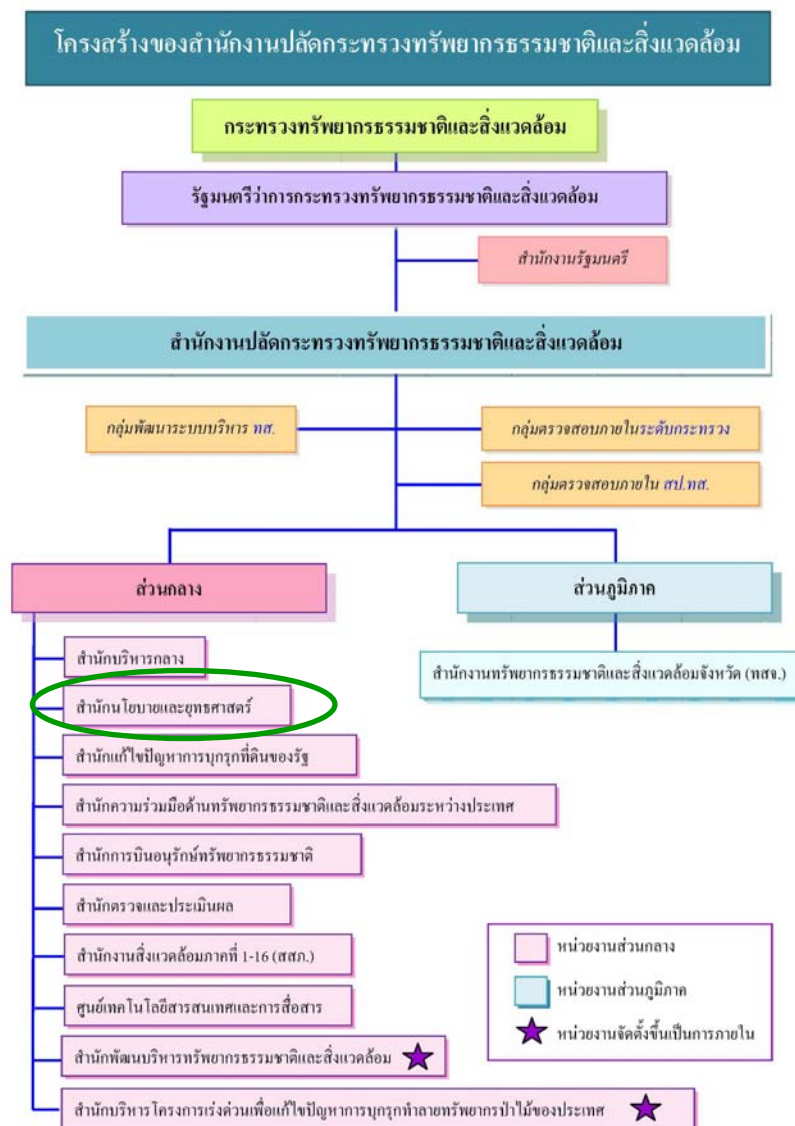 โครงสร้างของสำนักงานปลัดกระทรวงทรัพยากรธรรมชาติและสิ่งแวดล้อม
กระทรวงทรัพยากรธรรมชาติและสิ่งแวดล้อม
รัฐมนตรีว่าการกระทรวงทรัพยากรธรรมชาติและสิ่งแวดล้อม
สำนักงานรัฐมนตรี
สำนักงานปลัดกระทรวงทรัพยากรธรรมชาติและสิ่งแวดล้อม
กลุ่มพัฒนาระบบบริหาร ทส.
กลุ่มตรวจสอบภายในระดับกระทรวง
กลุ่มตรวจสอบภายใน สป.ทส.
ส่วนกลาง
ส่วนภูมิภาค
สำนักบริหารกลาง
สำนักงานทรัพยากรธรรมชาติและสิ่งแวดล้อมจังหวัด (ทสจ.)
สำนักนโยบายและยุทธศาสตร์
สำนักแก้ไขปัญหาการบุกรุกที่ดินของรัฐ
สำนักความร่วมมือด้านทรัพยากรธรรมชาติและสิ่งแวดล้อมระหว่างประเทศ
สำนักการบินอนุรักษ์ทรัพยากรธรรมชาติ
สำนักตรวจและประเมินผล
สำนักงานสิ่งแวดล้อมภาคที่ 1-16 (สสภ.)
ศูนย์เทคโนโลยีสารสนเทศและการสื่อสาร
สำนักพัฒนบริหารทรัพยากรธรรมชาติและสิ่งแวดล้อม
สำนักบริหารโครงการเร่งด่วนเพื่อแก้ไขปัญหาการบุกรุกทำลายทรัพยากรป่าไม้ของประเทศ
หน่วยงานส่วนกลาง
หน่วยงานส่วนภูมิภาค
หน่วยงานจัดตั้งขึ้นเป็นการภายใน